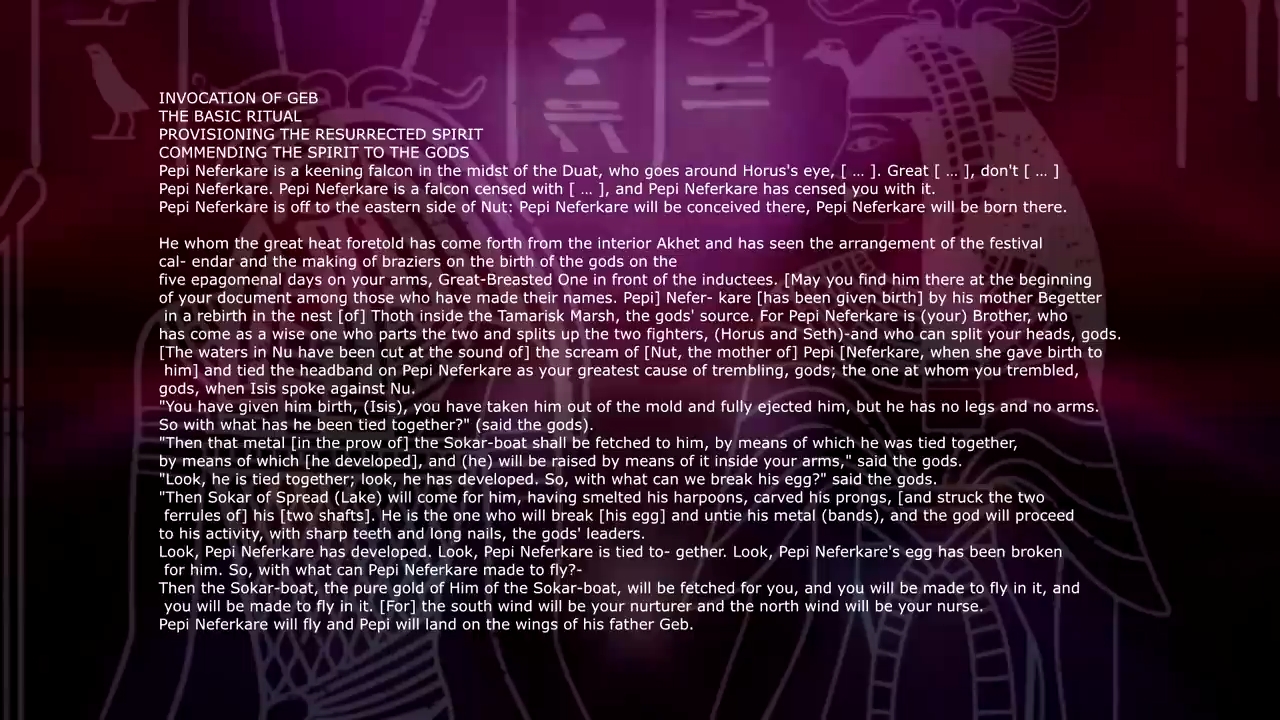 INVOCATION OF GEB
THE BASIC RITUAL
PROVISIONING THE RESURRECTED SPIRIT
COMMENDING THE SPIRIT TO THE GODS
Pepi Neferkare is a keening falcon in the midst of the Duat, who goes around Horus's eye, [ ... ]. Great [ ... ], don't [ ... ]
Pepi Neferkare. Pepi Neferkare is a falcon censed with [ ... ], and Pepi Neferkare has censed you with it.
Pepi Neferkare is off to the eastern side of Nut: Pepi Neferkare will be conceived there, Pepi Neferkare will be born there.
He whom the great heat foretold has come forth from the interior Akhet and has seen the arrangement of the festival
cal- endar and the making of braziers on the birth of the gods on the
five epagomenal days on your arms, Great-Breasted One in front of the inductees. [May you find him there at the beginning
of your document among those who have made their names. Pepi] Nefer- kare [has been given birth] by his mother Begetter
in a rebirth in the nest [of] Thoth inside the Tamarisk Marsh, the gods' source. For Pepi Neferkare is (your) Brother, who
has come as a wise one who parts the two and splits up the two fighters, (Horus and Seth)-and who can split your heads, gods.
[The waters in Nu have been cut at the sound of] the scream of [Nut, the mother of] Pepi [Neferkare, when she gave birth to
him] and tied the headband on Pepi Neferkare as your greatest cause of trembling, gods; the one at whom you trembled,
gods, when Isis spoke against Nu.
"You have given him birth, (Isis), you have taken him out of the mold and fully ejected him, but he has no legs and no arms.
So with what has he been tied together?" (said the gods).
"Then that metal [in the prow of] the Sokar-boat shall be fetched to him, by means of which he was tied together,
by means of which [he developed], and (he) will be raised by means of it inside your arms," said the gods.
"Look, he is tied together; look, he has developed. So, with what can we break his egg?" said the gods.
"Then Sokar of Spread (Lake) will come for him, having smelted his harpoons, carved his prongs, [and struck the two
ferrules of] his [two shafts]. He is the one who will break [his egg] and untie his metal (bands), and the god will proceed
to his activity, with sharp teeth and long nails, the gods' leaders.
Look, Pepi Neferkare has developed. Look, Pepi Neferkare is tied to- gether. Look, Pepi Neferkare's egg has been broken
for him. So, with what can Pepi Neferkare made to fly?-
Then the Sokar-boat, the pure gold of Him of the Sokar-boat, will be fetched for you, and you will be made to fly in it, and
you will be made to fly in it. [For] the south wind will be your nurturer and the north wind will be your nurse.
Pepi Neferkare will fly and Pepi will land on the wings of his father Geb.